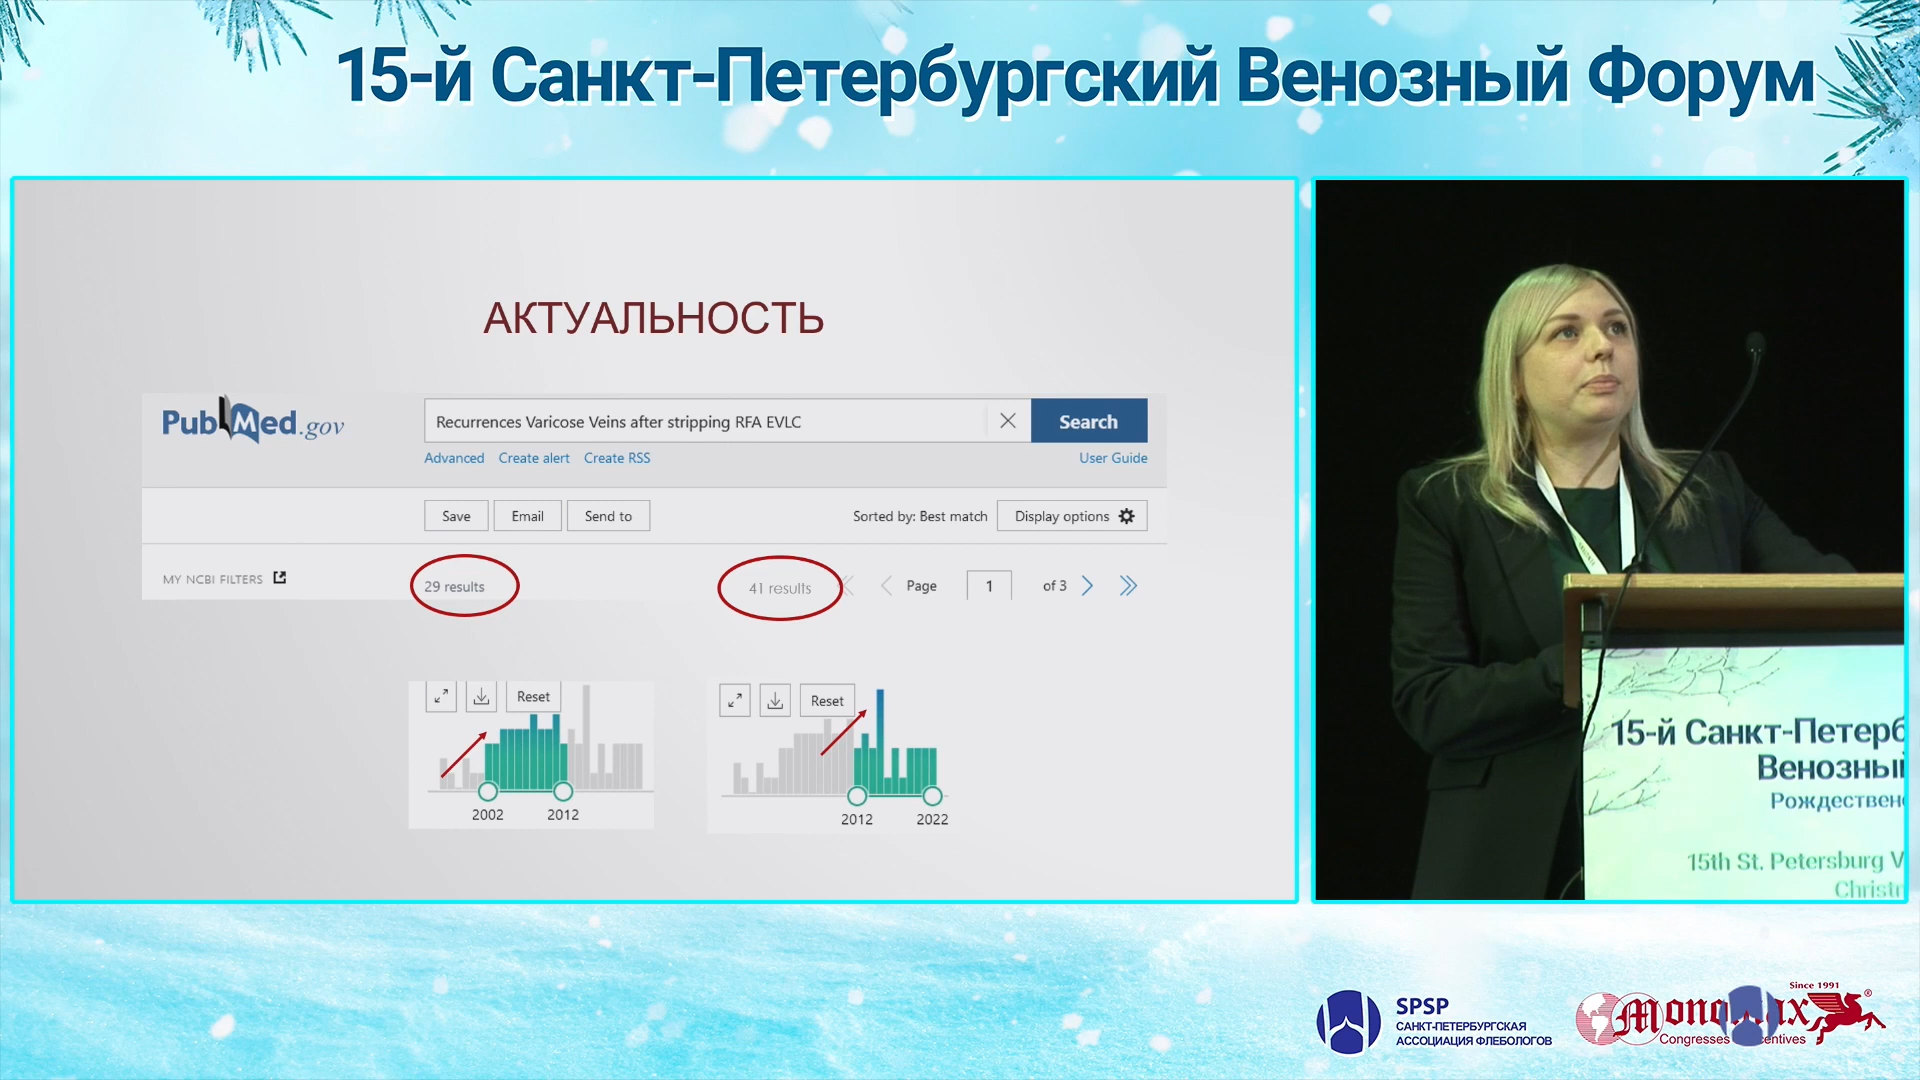 15-й Санкт-Петербургский Венозный Форум
АКТУАЛЬНОСТЬ
PubMed.gov
Recurrences Varicose Veins after stripping RFA EVLC
Search
Advanced Create alert Create RSS
User Guide
Save Email Send to
Sorted by: Best match Display options
MY NCBI FILTERS
29 results
41 results
Page 1 of 3
Reset
2002 2012
Reset
2012 2022
15-й Санкт-Петерб
Венозны
Рождествен
15th St. Petersburg V
Christ
SPSP
САНКТ-ПЕТЕРБУРГСКАЯ
АССОЦИАЦИЯ ФЛЕБОЛОГОВ
Since 1991
Congresses